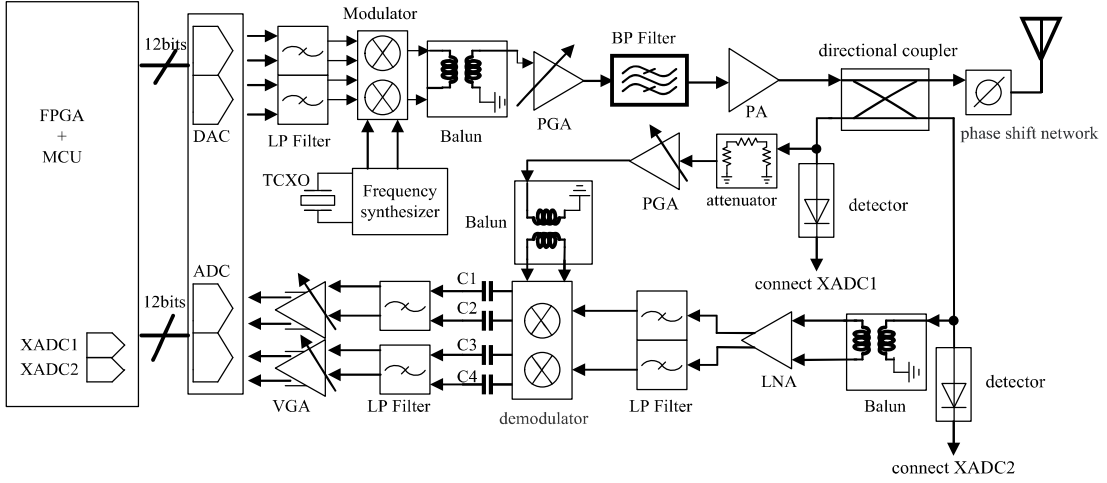 Modulator
12bits
DAC
LP Filter
Balun
PGA
BP Filter
PA
directional coupler
phase shift network
FPGA
+
MCU
TCXO
Frequency
synthesizer
Balun
PGA
attenuator
detector
connect XADC1
ADC
12bits
C1
C2
C3
C4
XADC1
XADC2
VGA
LP Filter
demodulator
LP Filter
LNA
Balun
detector
connect XADC2